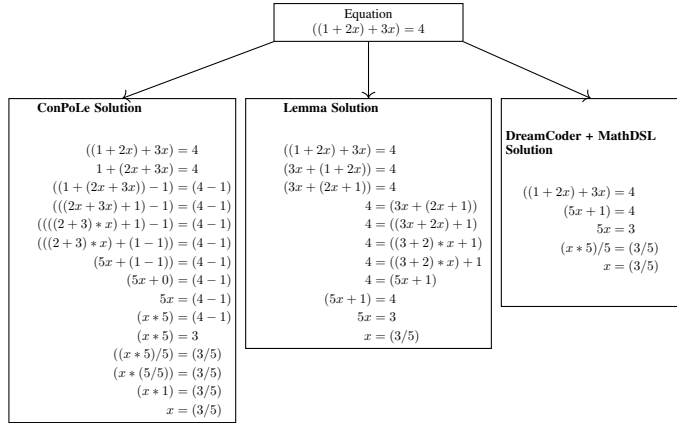 Equation
((1 + 2x) + 3x) = 4
ConPoLe Solution
((1 + 2x) + 3x) = 4
1 + (2x + 3x) = 4
((1 + (2x + 3x)) − 1) = (4 − 1)
(((2x + 3x) + 1) − 1) = (4 − 1)
((((2 + 3) ∗ x) + 1) − 1) = (4 − 1)
(((2 + 3) ∗ x) + (1 − 1)) = (4 − 1)
(5x + (1 − 1)) = (4 − 1)
(5x + 0) = (4 − 1)
5x = (4 − 1)
(x ∗ 5) = (4 − 1)
(x ∗ 5) = 3
((x ∗ 5)/5) = (3/5)
(x ∗ (5/5)) = (3/5)
(x ∗ 1) = (3/5)
x = (3/5)
Lemma Solution
((1 + 2x) + 3x) = 4
(3x + (1 + 2x)) = 4
(3x + (2x + 1)) = 4
4 = (3x + (2x + 1))
4 = ((3x + 2x) + 1)
4 = ((3 + 2) ∗ x + 1)
4 = ((3 + 2) ∗ x) + 1
4 = (5x + 1)
(5x + 1) = 4
5x = 3
x = (3/5)
DreamCoder + MathDSL
Solution
((1 + 2x) + 3x) = 4
(5x + 1) = 4
5x = 3
(x ∗ 5)/5 = (3/5)
x = (3/5)